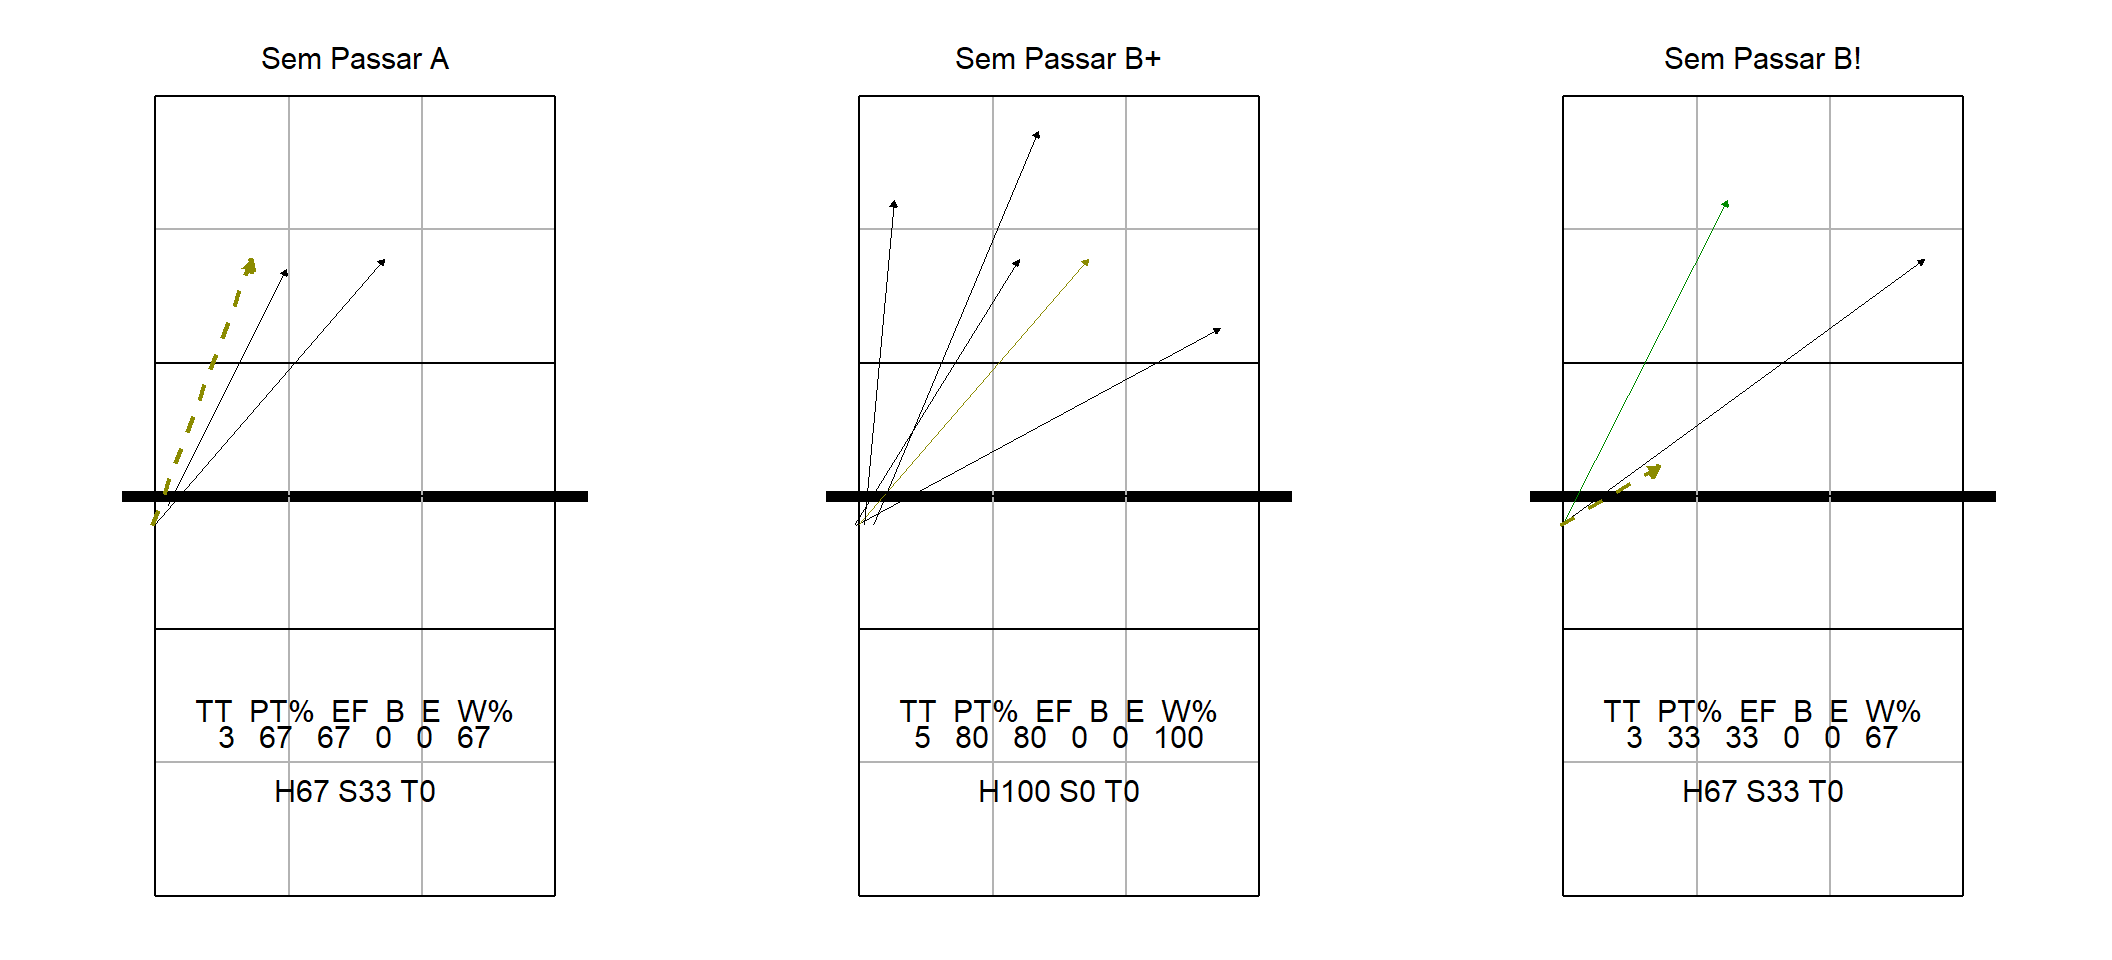 Sem Passar A
TT PT% EF B E W%
3 67 67 0 0 67
H67 S33 T0
Sem Passar B+
TT PT% EF B E W%
5 80 80 0 0 100
H100 S0 T0
Sem Passar B!
TT PT% EF B E W%
3 33 33 0 0 67
H67 S33 T0